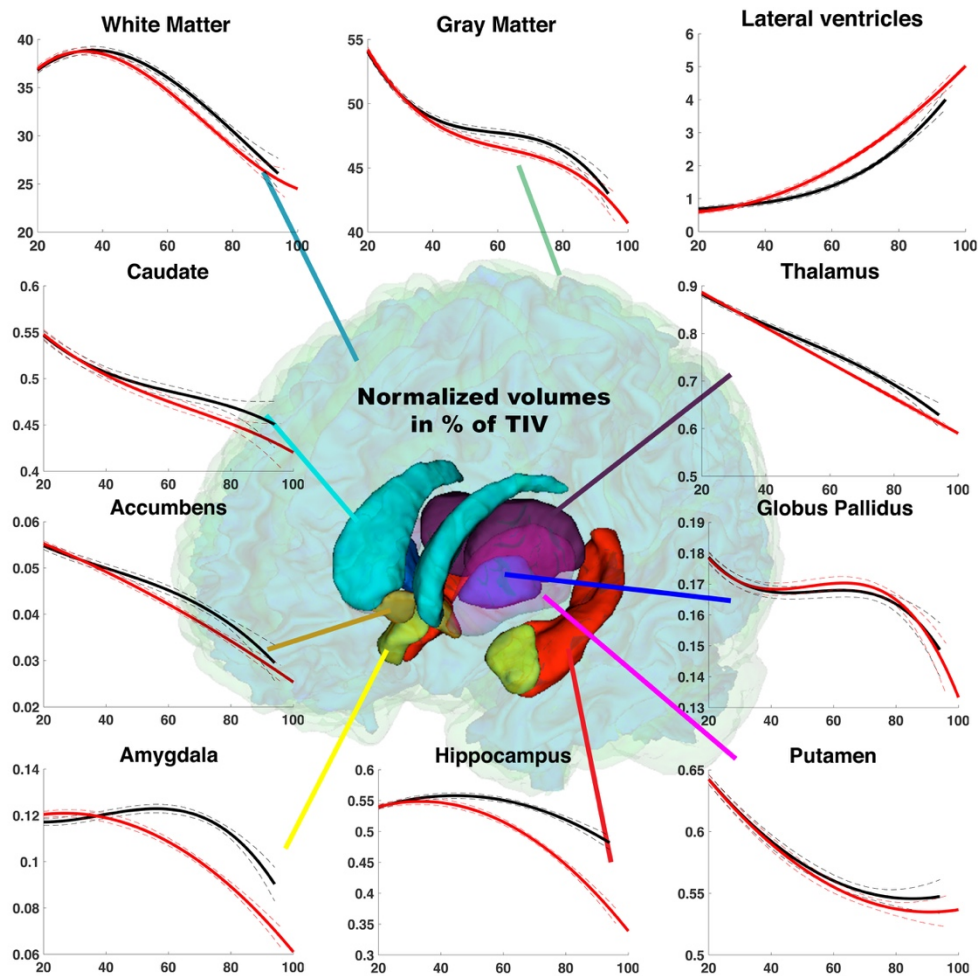 White Matter
Gray Matter
Lateral ventricles
40
35
30
25
20
20 40 60 80 100
55
50
45
40
20 40 60 80 100
6
5
4
3
2
1
0
20 40 60 80 100
Caudate
0.6
0.55
0.5
0.45
0.4
20 40 60 80 100
Normalized volumes
in % of TIV
Thalamus
0.9
0.8
0.7
0.6
0.5
20 40 60 80 100
Accumbens
0.06
0.05
0.04
0.03
0.02
20 40 60 80 100
Globus Pallidus
0.19
0.18
0.17
0.16
0.15
0.14
0.13
20 40 60 80 100
Amygdala
0.14
0.12
0.1
0.08
0.06
20 40 60 80 100
Hippocampus
0.6
0.55
0.5
0.45
0.4
0.35
0.3
20 40 60 80 100
Putamen
0.65
0.6
0.55
0.5
20 40 60 80 100